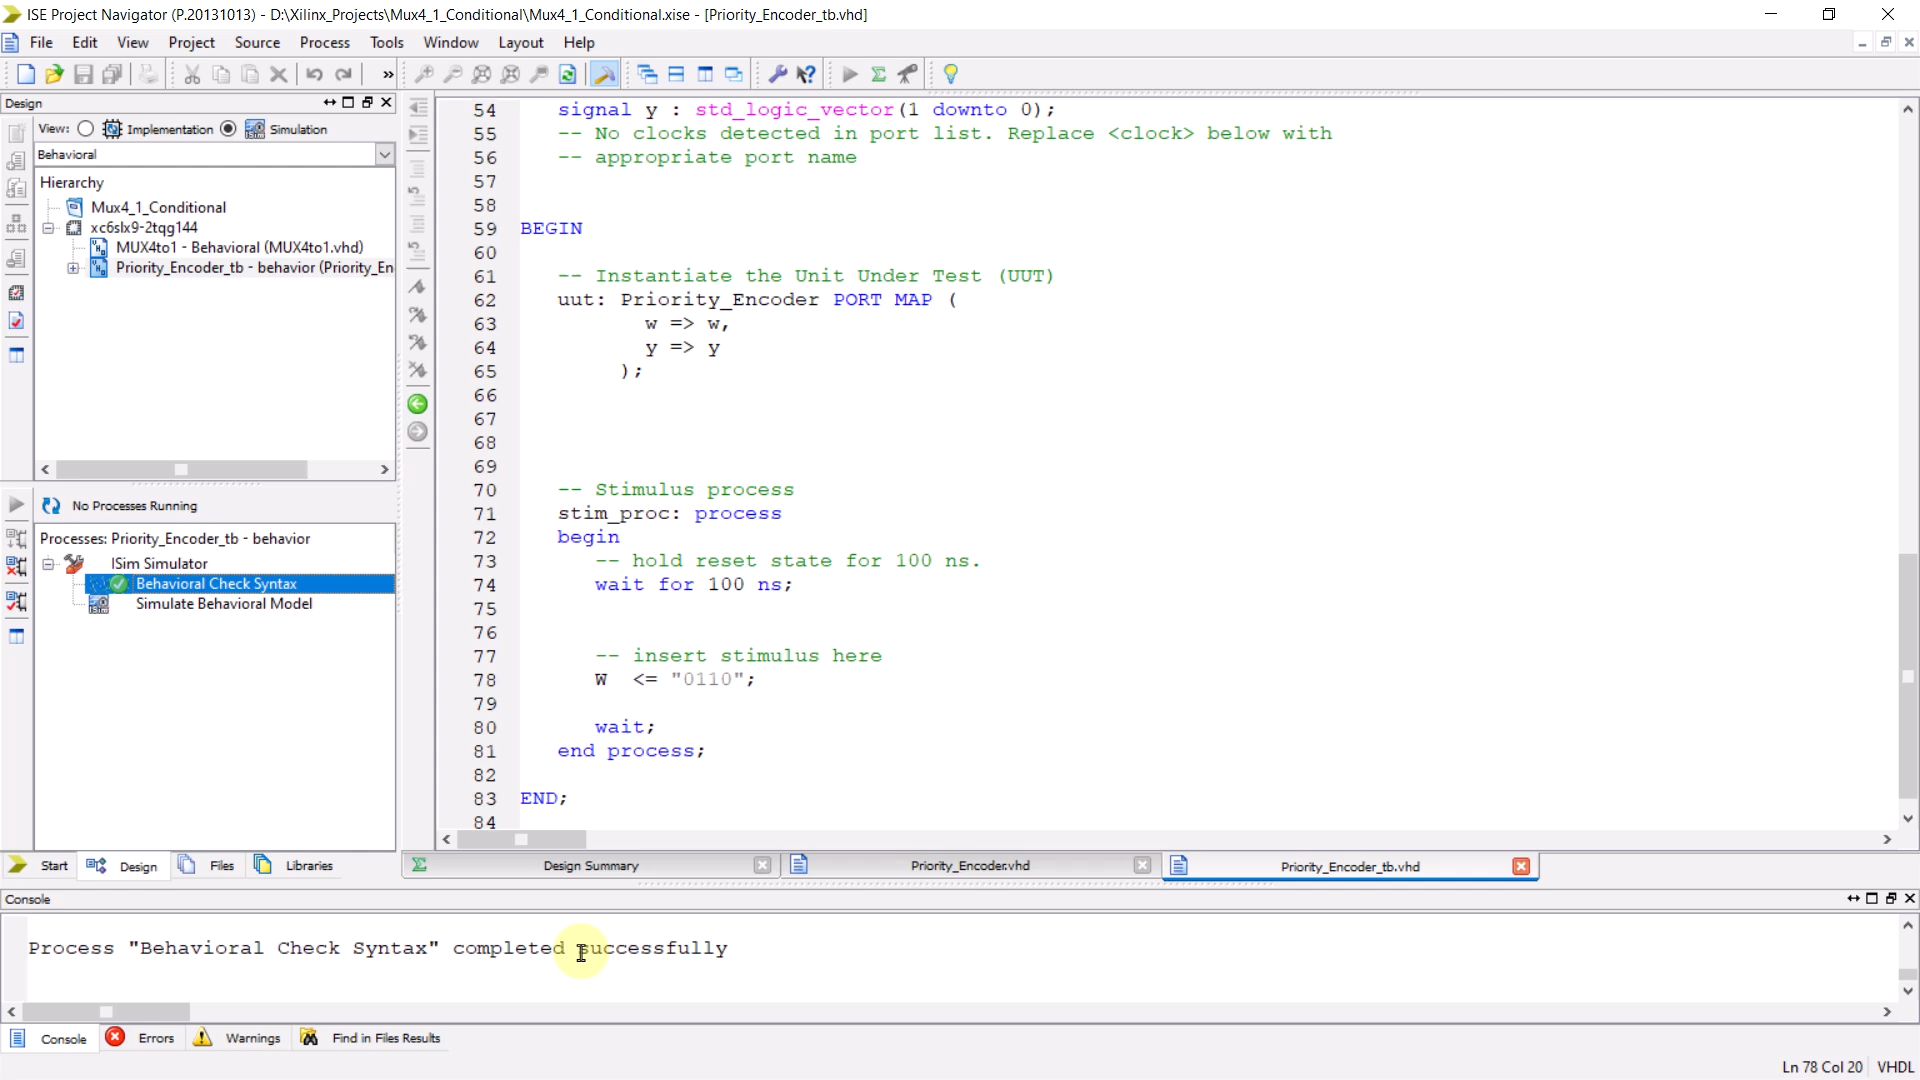 ISE Project Navigator (P.20131013) - D:\Xilinx_Projects\Mux4_1_Conditional\Mux4_1_Conditional.xise - [Priority_Encoder_tb.vhd]
File Edit View Project Source Process Tools Window Layout Help
»
Design
View: Implementation Simulation
Behavioral
Hierarchy
Mux4_1_Conditional
xc6slx9-2tqg144
MUX4to1 - Behavioral (MUX4to1.vhd)
Priority_Encoder_tb - behavior (Priority_En
No Processes Running
Processes: Priority_Encoder_tb - behavior
ISim Simulator
Behavioral Check Syntax
Simulate Behavioral Model
Start Design Files Libraries
54 signal y : std_logic_vector(1 downto 0);
55 -- No clocks detected in port list. Replace <clock> below with
56 -- appropriate port name
57
58
59 BEGIN
60
61 -- Instantiate the Unit Under Test (UUT)
62 uut: Priority_Encoder PORT MAP (
63 w => w,
64 y => y
65 );
66
67
68
69
70 -- Stimulus process
71 stim_proc: process
72 begin
73 -- hold reset state for 100 ns.
74 wait for 100 ns;
75
76
77 -- insert stimulus here
78 W <= "0110";
79
80 wait;
81 end process;
82
83 END;
84
Design Summary Priority_Encoder.vhd Priority_Encoder_tb.vhd
Console
Process "Behavioral Check Syntax" completed successfully
Console Errors Warnings Find in Files Results
Ln 78 Col 20 VHDL